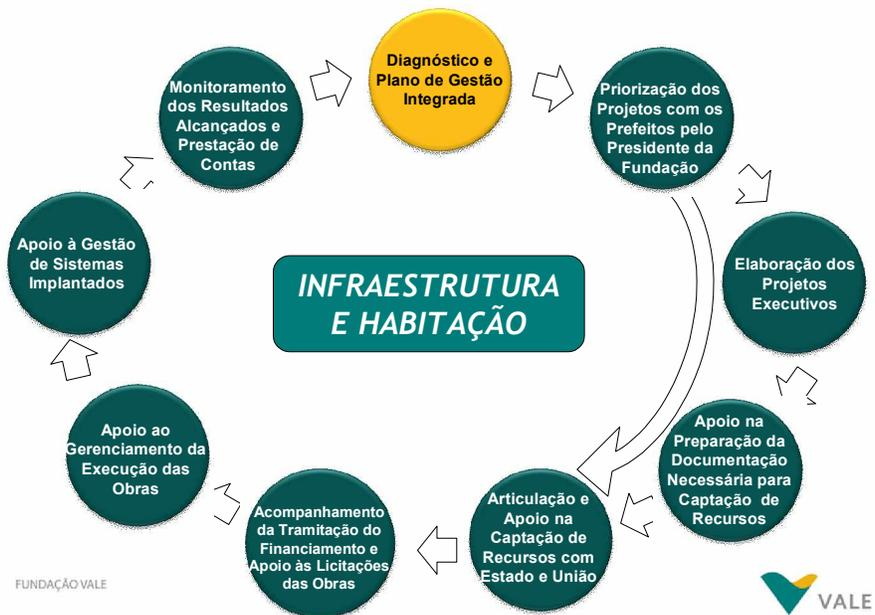 Diagnóstico e
Plano de Gestão
Integrada
Priorização dos
Projetos com os
Prefeitos pelo
Presidente da
Fundação
Elaboração dos
Projetos
Executivos
Apoio na
Preparação da
Documentação
Necessária para
Captação de
Recursos
Articulação e
Apoio na
Captação de
Recursos com
Estado e União
Acompanhamento
da Tramitação do
Financiamento e
Apoio às Licitações
das Obras
Apoio ao
Gerenciamento da
Execução das
Obras
Apoio à Gestão
de Sistemas
Implantados
Monitoramento
dos Resultados
Alcançados e
Prestação de
Contas
INFRAESTRUTURA
E HABITAÇÃO
FUNDAÇÃO VALE
VALE